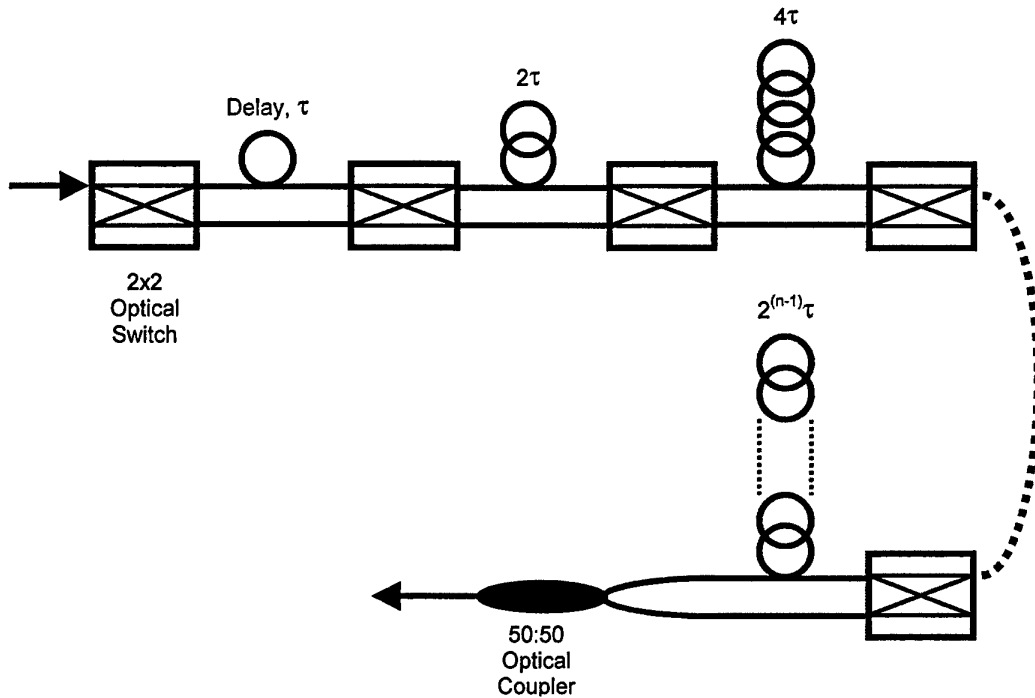 4τ
2τ
Delay, τ
2x2
Optical
Switch
2^(n-1)τ
50:50
Optical
Coupler